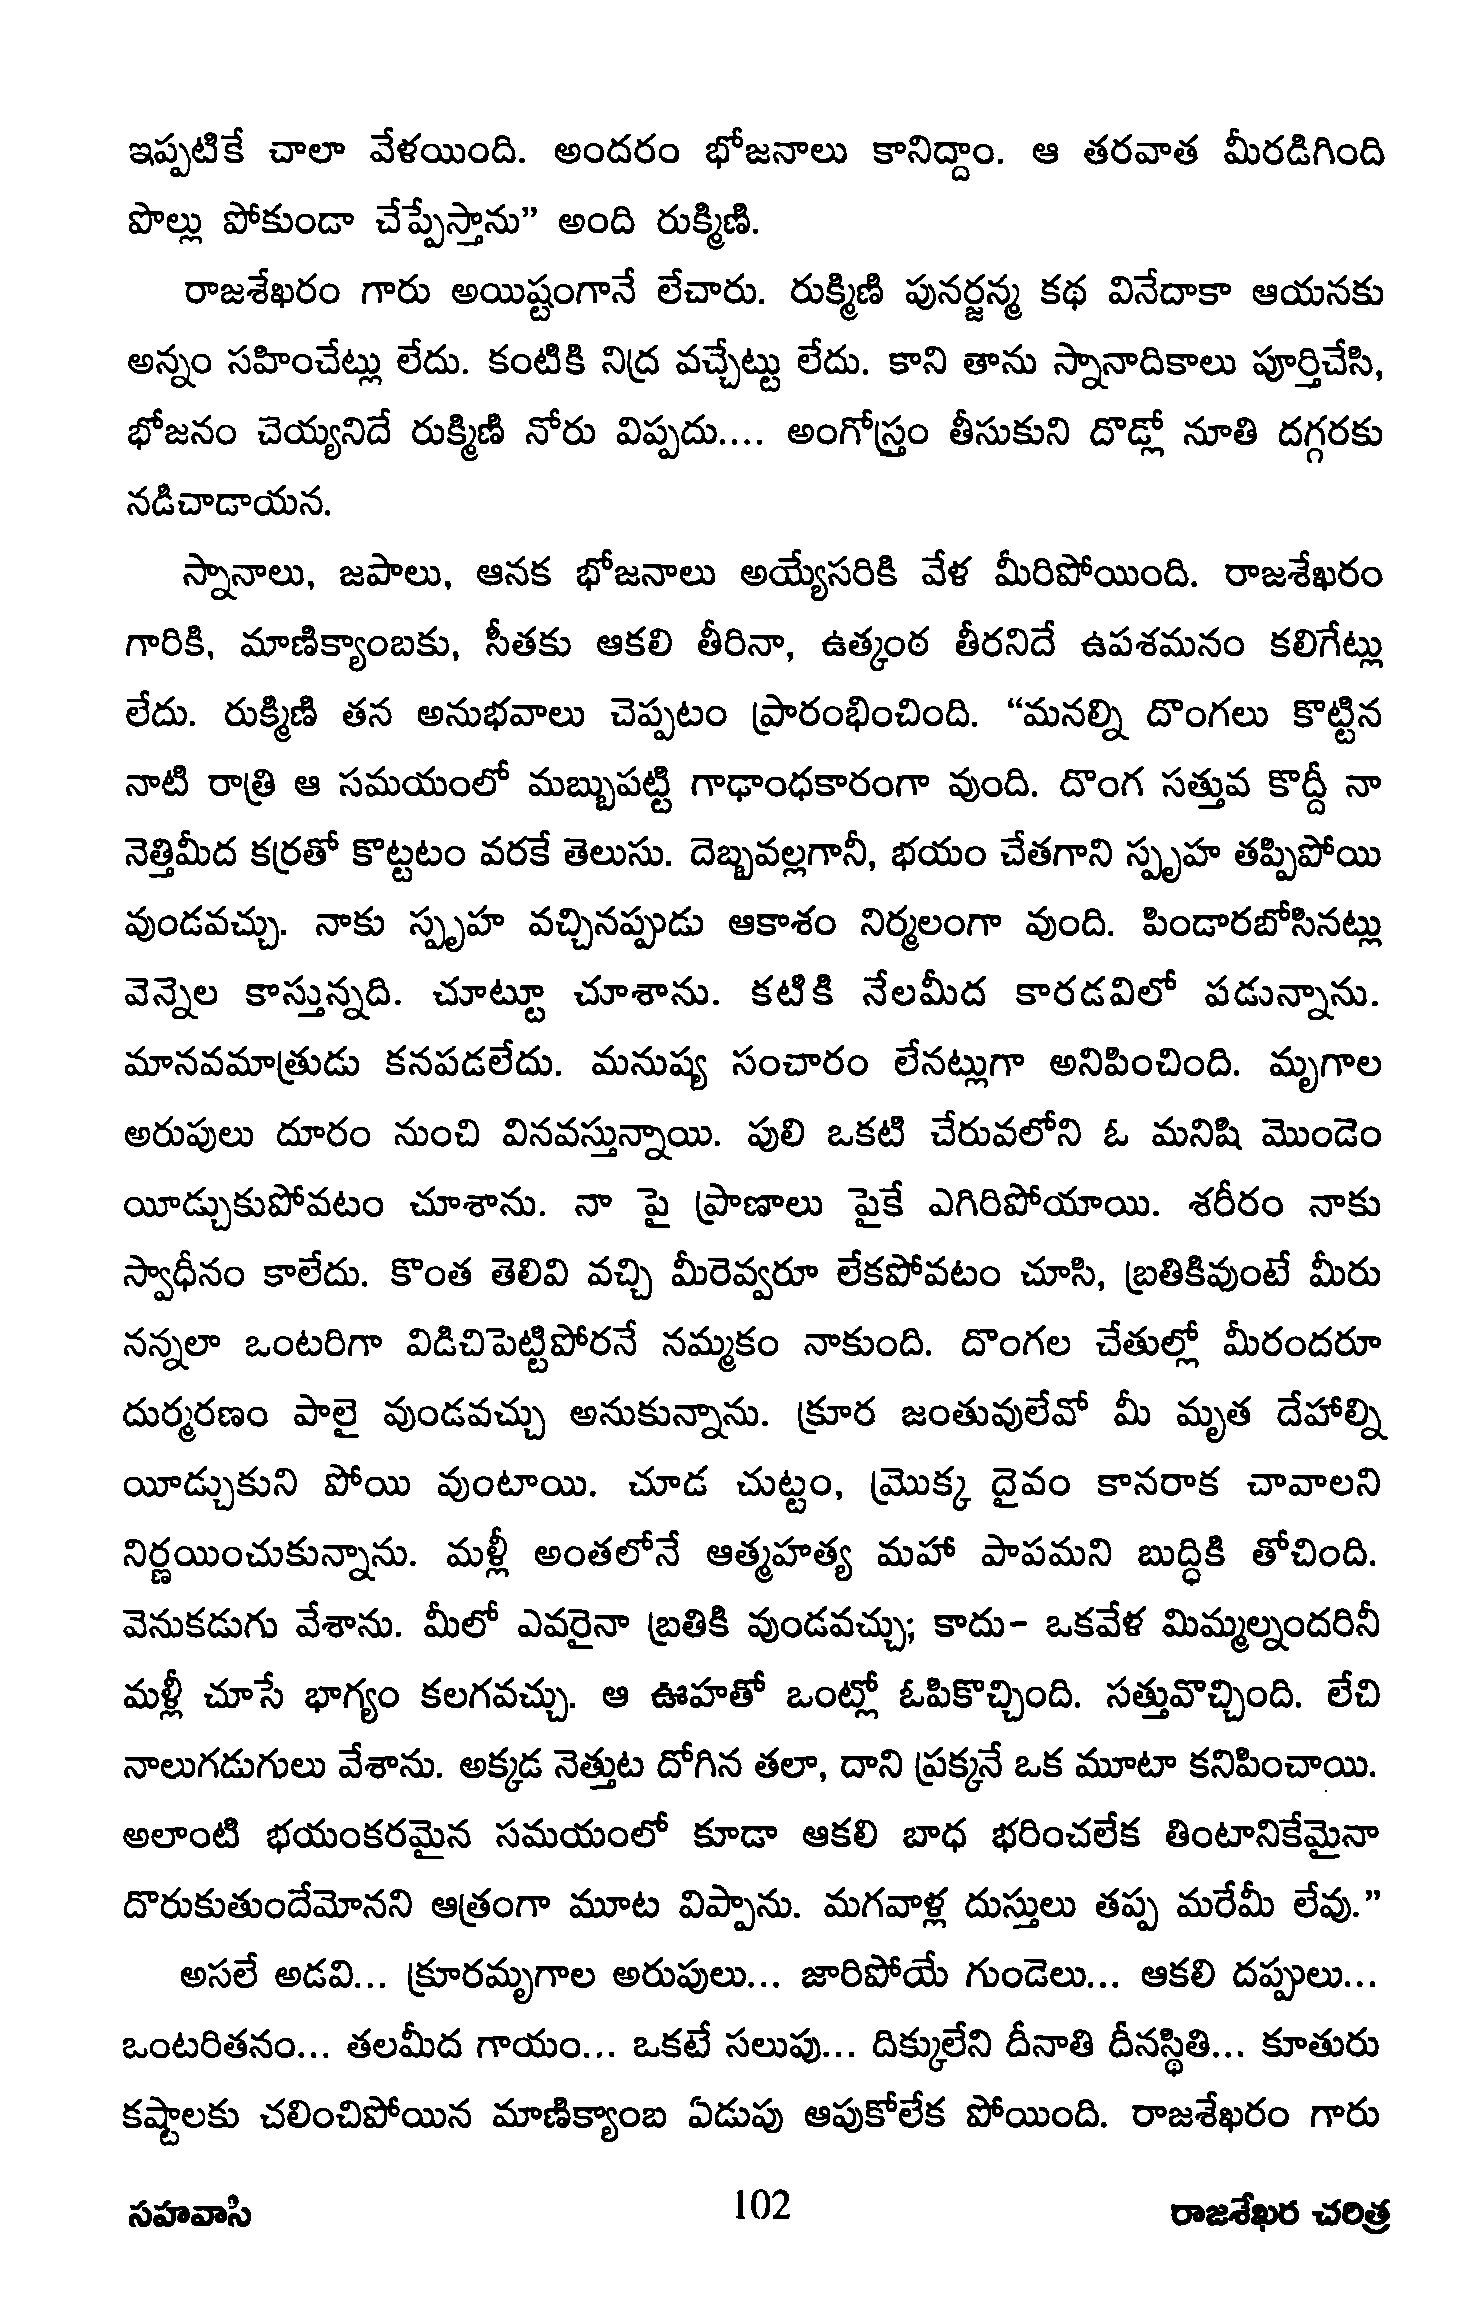 ఇప్పటికే చాలా వేళయింది. అందరం భోజనాలు కానిద్దాం. ఆ తరవాత మీరడిగింది
పొల్లు పోకుండా చేప్పేస్తాను” అంది రుక్మిణి.
రాజశేఖరం గారు అయిష్టంగానే లేచారు. రుక్మిణి పునర్జన్మ కథ వినేదాకా ఆయనకు
అన్నం సహించేట్లు లేదు. కంటికి నిద్ర వచ్చేట్టు లేదు. కాని తాను స్నానాదికాలు పూర్తిచేసి,
భోజనం చెయ్యనిదే రుక్మిణి నోరు విప్పదు.... అంగోస్త్రం తీసుకుని దొడ్లో నూతి దగ్గరకు
నడిచాడాయన.
స్నానాలు, జపాలు, ఆనక భోజనాలు అయ్యేసరికి వేళ మీరిపోయింది. రాజశేఖరం
గారికి, మాణిక్యాంబకు, సీతకు ఆకలి తీరినా, ఉత్కంఠ తీరనిదే ఉపశమనం కలిగేట్లు
లేదు. రుక్మిణి తన అనుభవాలు చెప్పటం ప్రారంభించింది. “మనల్ని దొంగలు కొట్టిన
నాటి రాత్రి ఆ సమయంలో మబ్బుపట్టి గాఢాంధకారంగా వుంది. దొంగ సత్తువ కొద్దీ నా
నెత్తిమీద కర్రతో కొట్టటం వరకే తెలుసు. దెబ్బవల్లగానీ, భయం చేతగాని స్పృహ తప్పిపోయి
వుండవచ్చు. నాకు స్పృహ వచ్చినప్పుడు ఆకాశం నిర్మలంగా వుంది. పిండారబోసినట్లు
వెన్నెల కాస్తున్నది. చూట్టూ చూశాను. కటికి నేలమీద కారడవిలో పడున్నాను.
మానవమాత్రుడు కనపడలేదు. మనుష్య సంచారం లేనట్లుగా అనిపించింది. మృగాల
అరుపులు దూరం నుంచి వినవస్తున్నాయి. పులి ఒకటి చేరువలోని ఓ మనిషి మొండెం
యీడ్చుకుపోవటం చూశాను. నా పై ప్రాణాలు పైకే ఎగిరిపోయాయి. శరీరం నాకు
స్వాధీనం కాలేదు. కొంత తెలివి వచ్చి మీరెవ్వరూ లేకపోవటం చూసి, బ్రతికివుంటే మీరు
నన్నలా ఒంటరిగా విడిచిపెట్టిపోరనే నమ్మకం నాకుంది. దొంగల చేతుల్లో మీరందరూ
దుర్మరణం పాలై వుండవచ్చు అనుకున్నాను. క్రూర జంతువులేవో మీ మృత దేహాల్ని
యీడ్చుకుని పోయి వుంటాయి. చూడ చుట్టం, మ్రొక్క దైవం కానరాక చావాలని
నిర్ణయించుకున్నాను. మళ్లీ అంతలోనే ఆత్మహత్య మహా పాపమని బుద్ధికి తోచింది.
వెనుకడుగు వేశాను. మీలో ఎవరైనా బ్రతికి వుండవచ్చు; కాదు- ఒకవేళ మిమ్మల్నందరినీ
మళ్లీ చూసే భాగ్యం కలగవచ్చు. ఆ ఊహతో ఒంట్లో ఓపికొచ్చింది. సత్తువొచ్చింది. లేచి
నాలుగడుగులు వేశాను. అక్కడ నెత్తుట దోగిన తలా, దాని ప్రక్కనే ఒక మూటా కనిపించాయి.
అలాంటి భయంకరమైన సమయంలో కూడా ఆకలి బాధ భరించలేక తింటానికేమైనా
దొరుకుతుందేమోనని ఆత్రంగా మూట విప్పాను. మగవాళ్ల దుస్తులు తప్ప మరేమీ లేవు.”
అసలే అడవి... క్రూరమృగాల అరుపులు... జారిపోయే గుండెలు... ఆకలి దప్పులు...
ఒంటరితనం... తలమీద గాయం... ఒకటే సలుపు... దిక్కులేని దీనాతి దీనస్థితి... కూతురు
కష్టాలకు చలించిపోయిన మాణిక్యాంబ ఏడుపు ఆపుకోలేక పోయింది. రాజశేఖరం గారు
సహవాసి 102 రాజశేఖర చరిత్ర